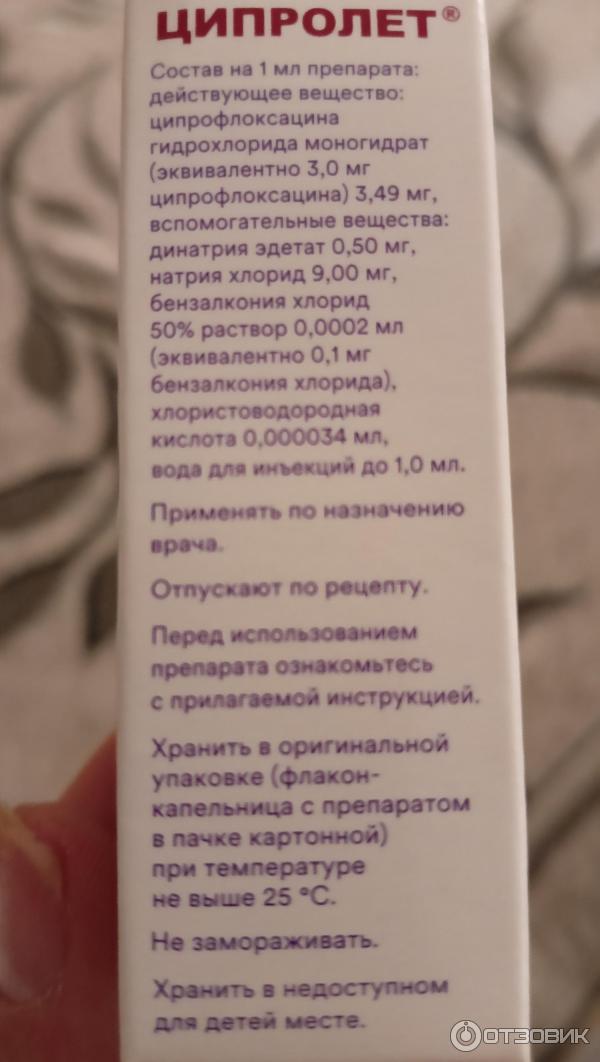 ЦИПРОЛЕТ®
Состав на 1 мл препарата:
действующее вещество:
ципрофлоксацина
гидрохлорида моногидрат
(эквивалентно 3,0 мг
ципрофлоксацина) 3,49 мг,
вспомогательные вещества:
динатрия эдетат 0,50 мг,
натрия хлорид 9,00 мг,
бензалкония хлорид
50% раствор 0,0002 мл
(эквивалентно 0,1 мг
бензалкония хлорида),
хлористоводородная
кислота 0,000034 мл,
вода для инъекций до 1,0 мл.
Применять по назначению
врача.
Отпускают по рецепту.
Перед использованием
препарата ознакомьтесь
с прилагаемой инструкцией.
Хранить в оригинальной
упаковке (флакон-
капельница с препаратом
в пачке картонной)
при температуре
не выше 25 °C.
Не замораживать.
Хранить в недоступном
для детей месте.
ОТЗОВИК